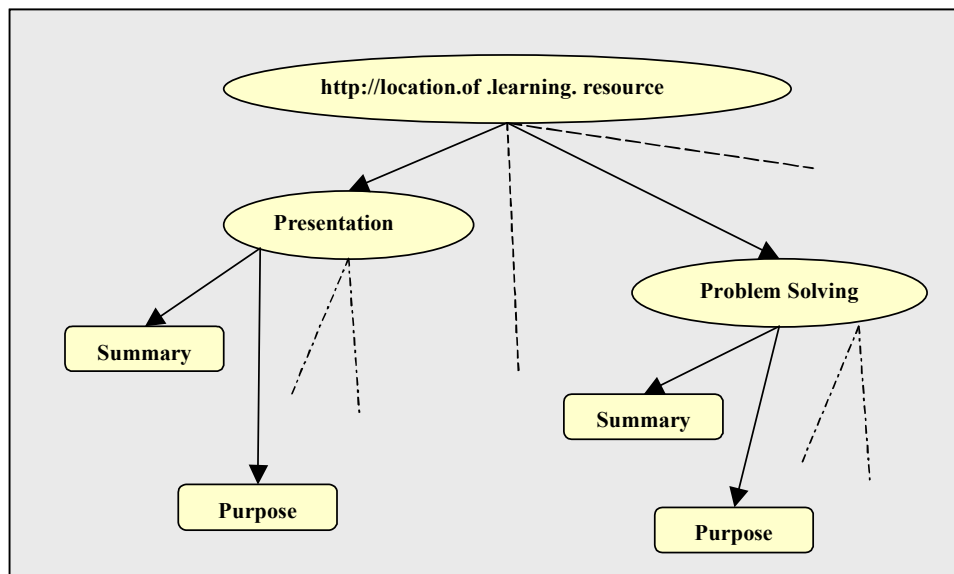 http://location.of .learning. resource
Presentation
Problem Solving
Summary
Summary
Purpose
Purpose